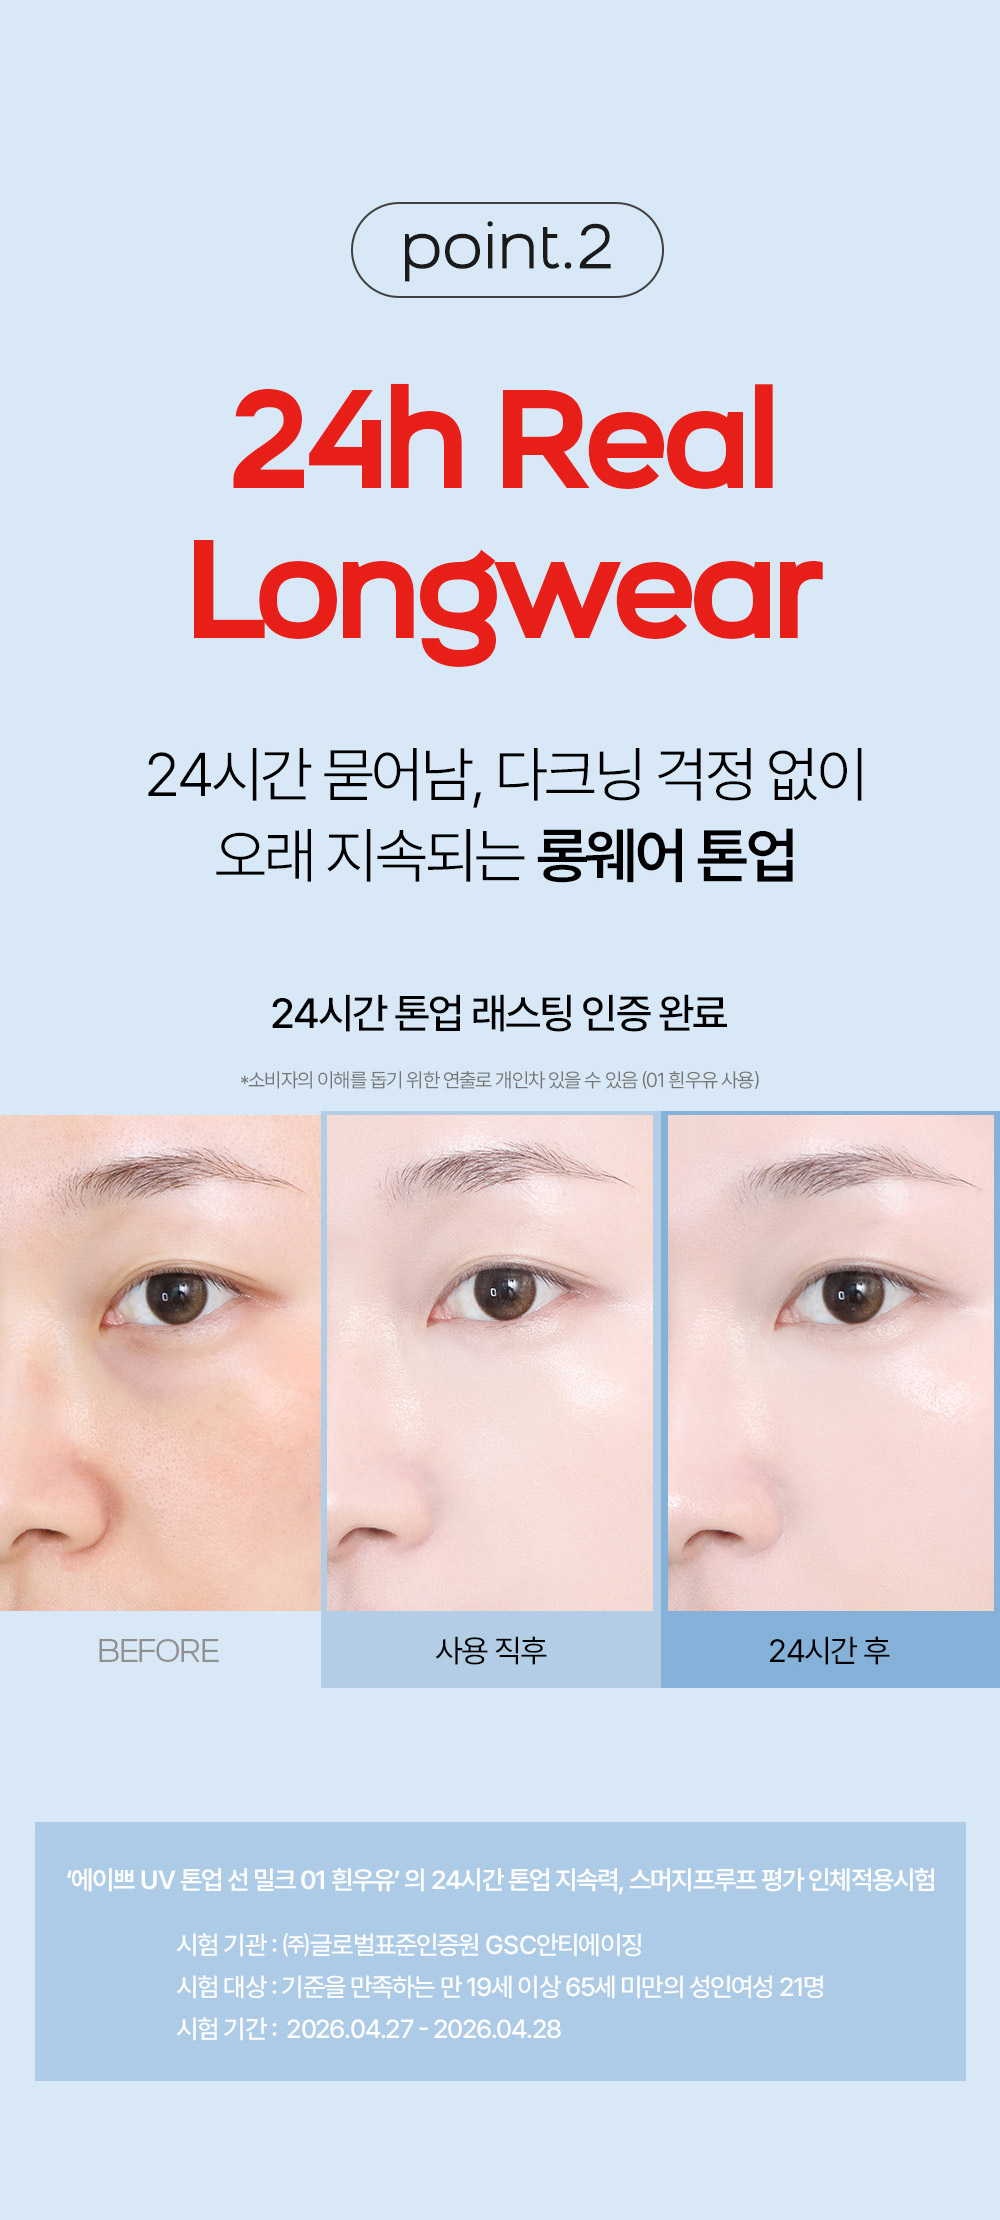 point.2
24h Real
Longwear
24시간 묻어남, 다크닝 걱정 없이
오래 지속되는 롱웨어 톤업
24시간 톤업 래스팅 인증 완료
*소비자의 이해를 돕기 위한 연출로 개인차 있을 수 있음 (01 흰우유 사용)
BEFORE
사용 직후
24시간 후
‘에이쁘 UV 톤업 선 밀크 01 흰우유’ 의 24시간 톤업 지속력, 스머지프루프 평가 인체적용시험
시험 기관 : ㈜글로벌표준인증원 GSC안티에이징
시험 대상 : 기준을 만족하는 만 19세 이상 65세 미만의 성인여성 21명
시험 기간 : 2026.04.27 - 2026.04.28